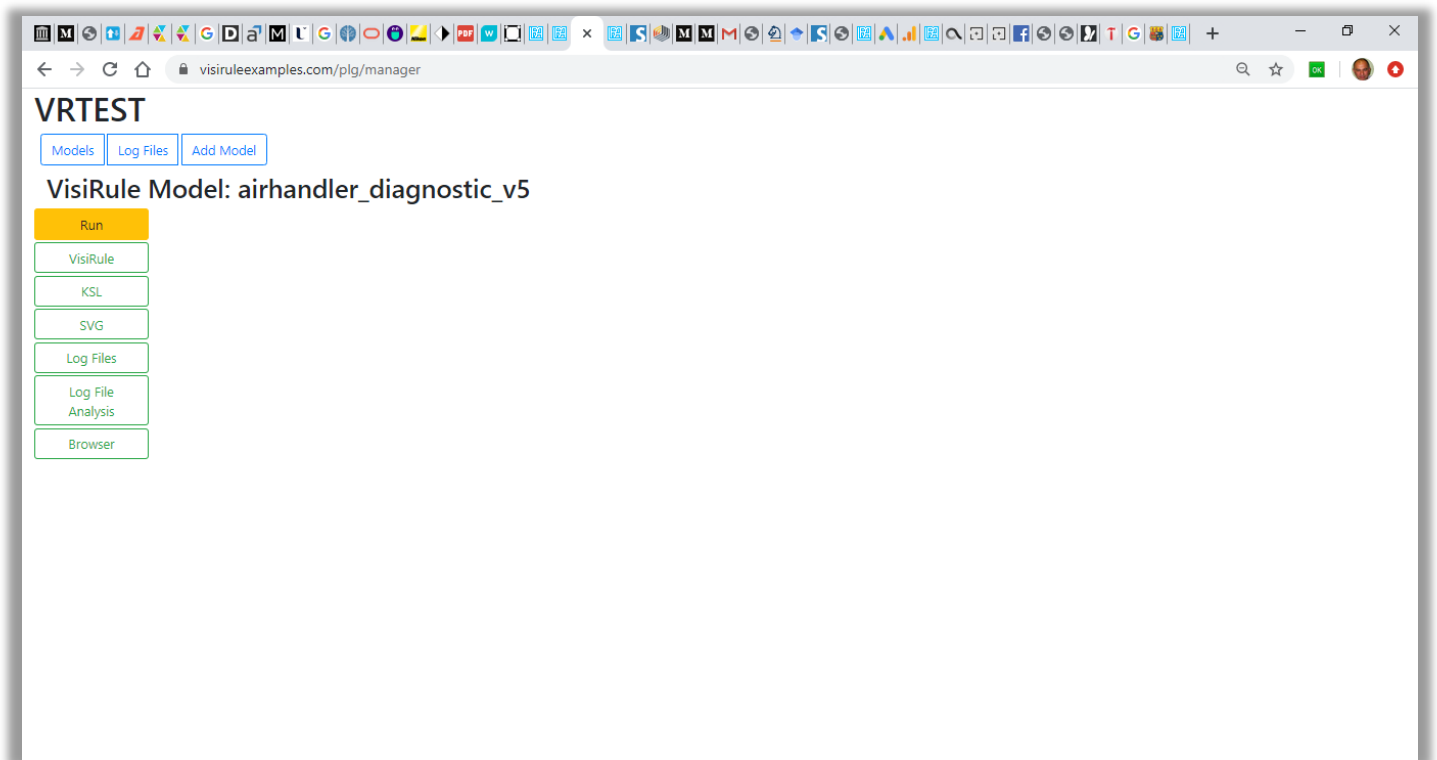 visiruleexamples.com/plg/manager
OK
VRTEST
Models Log Files Add Model
VisiRule Model: airhandler_diagnostic_v5
Run
VisiRule
KSL
SVG
Log Files
Log File
Analysis
Browser